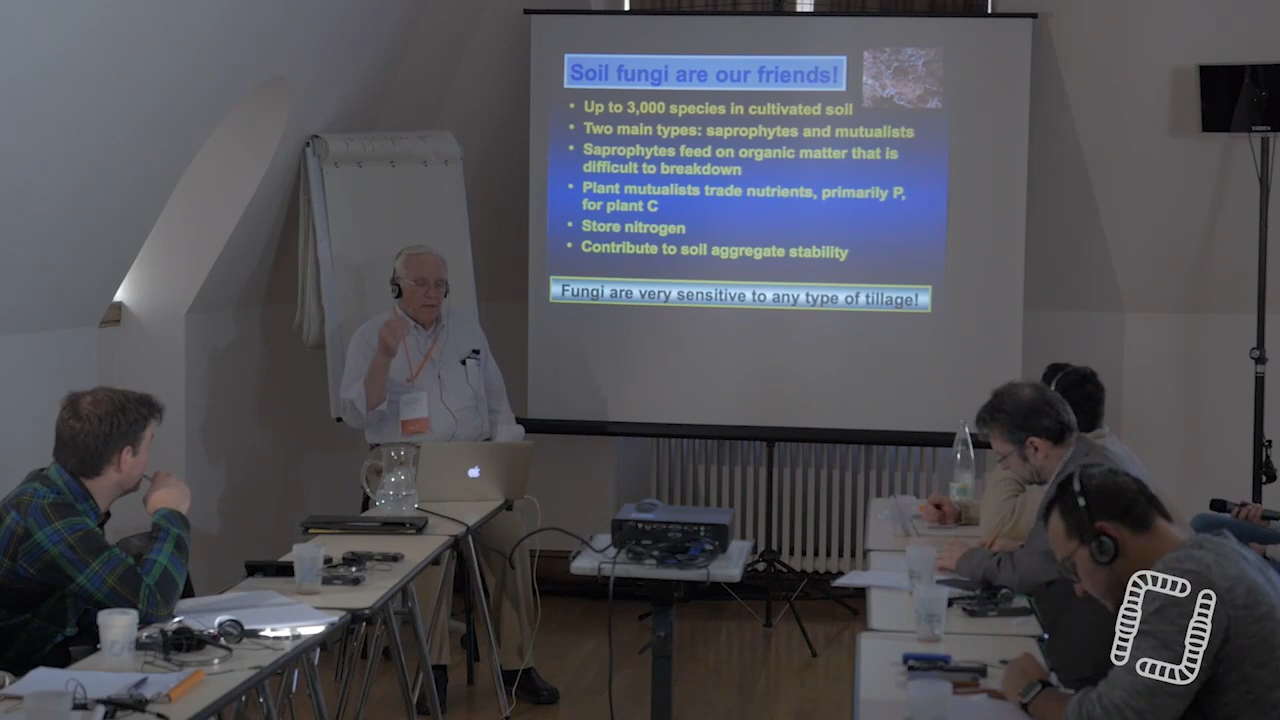 Soil fungi are our friends!
• Up to 3,000 species in cultivated soil
• Two main types: saprophytes and mutualists
• Saprophytes feed on organic matter that is
difficult to breakdown
• Plant mutualists trade nutrients, primarily P,
for plant C
• Store nitrogen
• Contribute to soil aggregate stability
Fungi are very sensitive to any type of tillage!